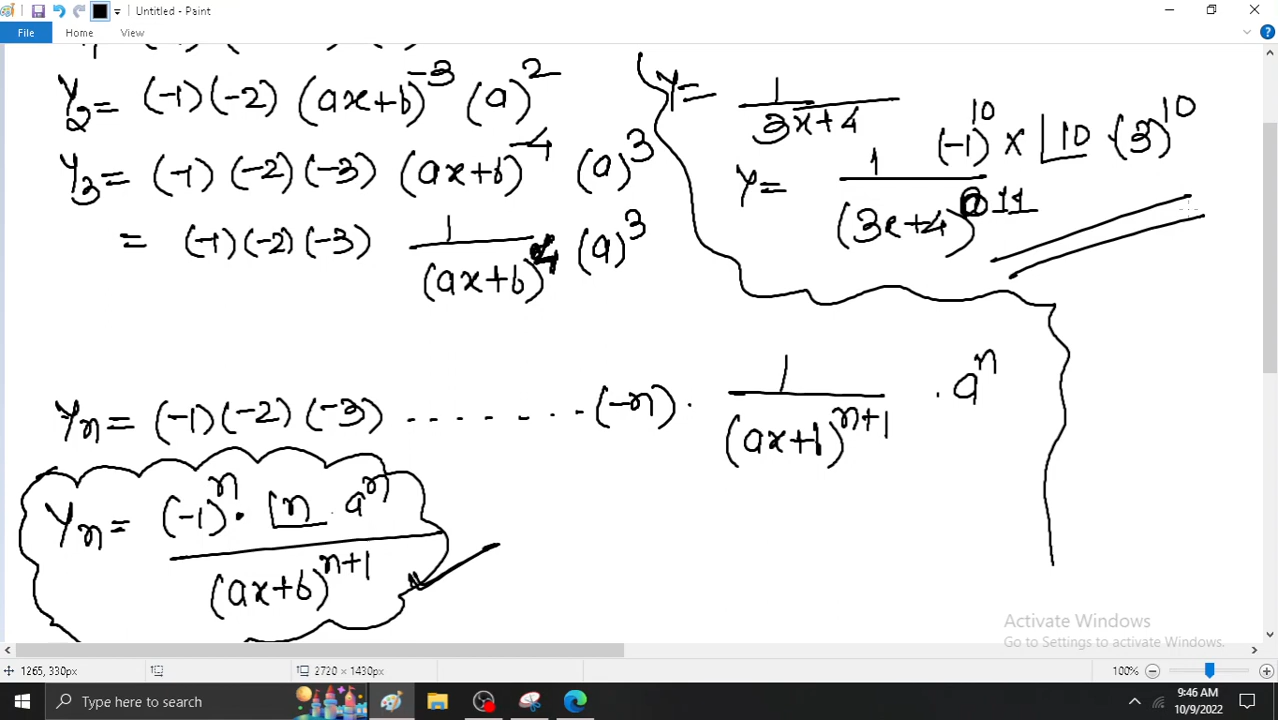 Untitled - Paint
File Home View
Y2= (-1)(-2) (ax+b)^-3 (a)^2
Y3= (-1)(-2)(-3) (ax+b)^-4 (a)^3
= (-1)(-2)(-3) 1/(ax+b)^4 (a)^3
Y= 1/3x+4
Y= 1/(3x+4)^11 (-1)^10 x ⌊10 · (3)^10
Yn= (-1)(-2)(-3) ........ (-n) · 1/(ax+b)^n+1 · a^n
Yn= (-1)^n · ⌊n · a^n/(ax+b)^n+1
Activate Windows
Go to Settings to activate Windows.
1265, 330px 2720 × 1430px 100%
Type here to search
9:46 AM
10/9/2022